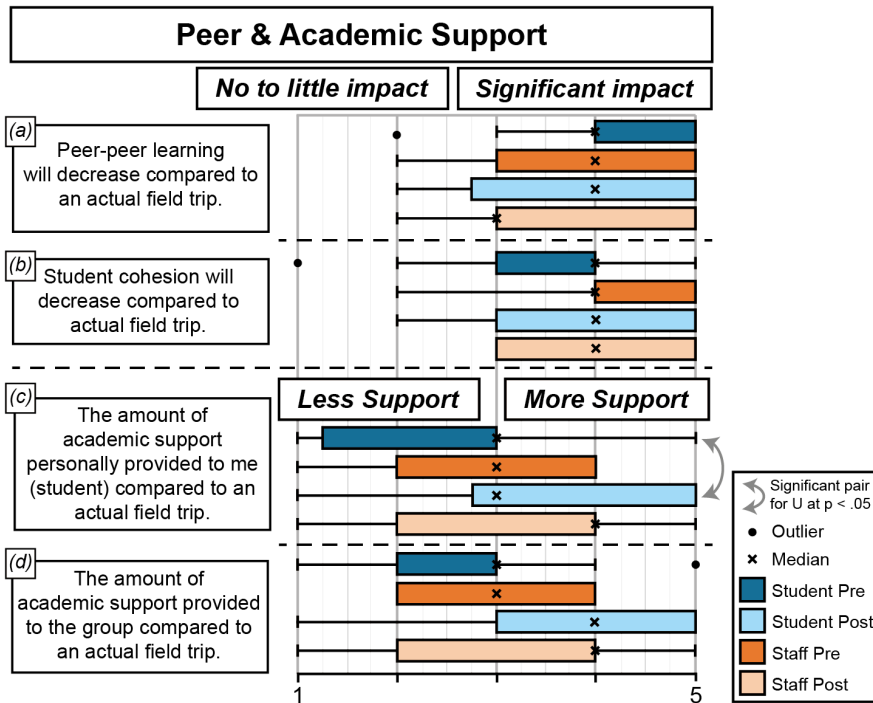 Peer & Academic Support
No to little impact
Significant impact
(a)
Peer-peer learning
will decrease compared to
an actual field trip.
(b)
Student cohesion will
decrease compared to
actual field trip.
(c)
Less Support
More Support
The amount of
academic support
personally provided to me
(student) compared to an
actual field trip.
(d)
The amount of
academic support provided
to the group compared to
an actual field trip.
1
5
Significant pair
for U at p < .05
Outlier
Median
Student Pre
Student Post
Staff Pre
Staff Post